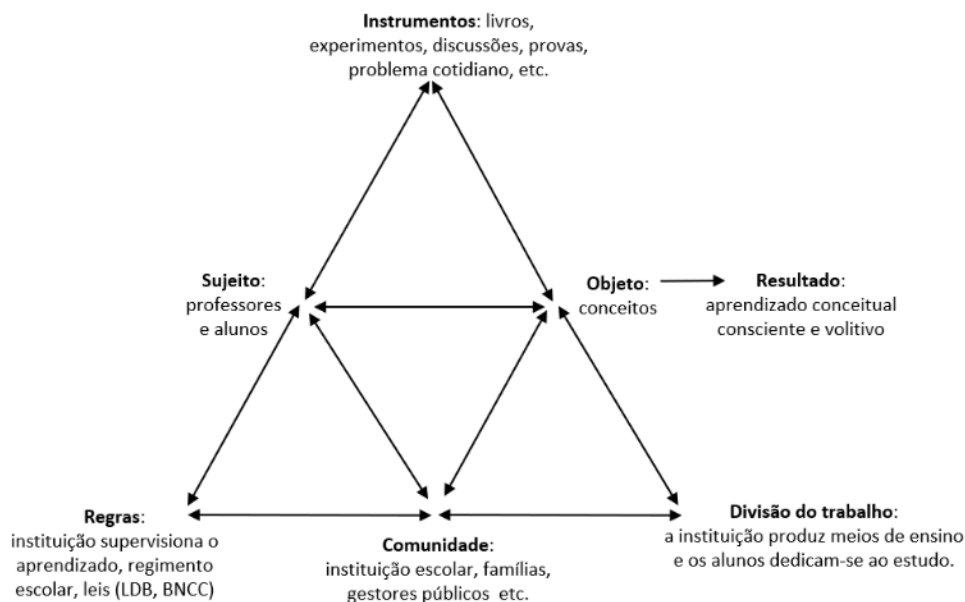 Instrumentos: livros,
experimentos, discussões, provas,
problema cotidiano, etc.
Sujeito:
professores
e alunos
Objeto:
conceitos
Resultado:
aprendizado conceitual
consciente e volitivo
Regras:
instituição supervisiona o
aprendizado, regimento
escolar, leis (LDB, BNCC)
Comunidade:
instituição escolar, famílias,
gestores públicos etc.
Divisão do trabalho:
a instituição produz meios de ensino
e os alunos dedicam-se ao estudo.